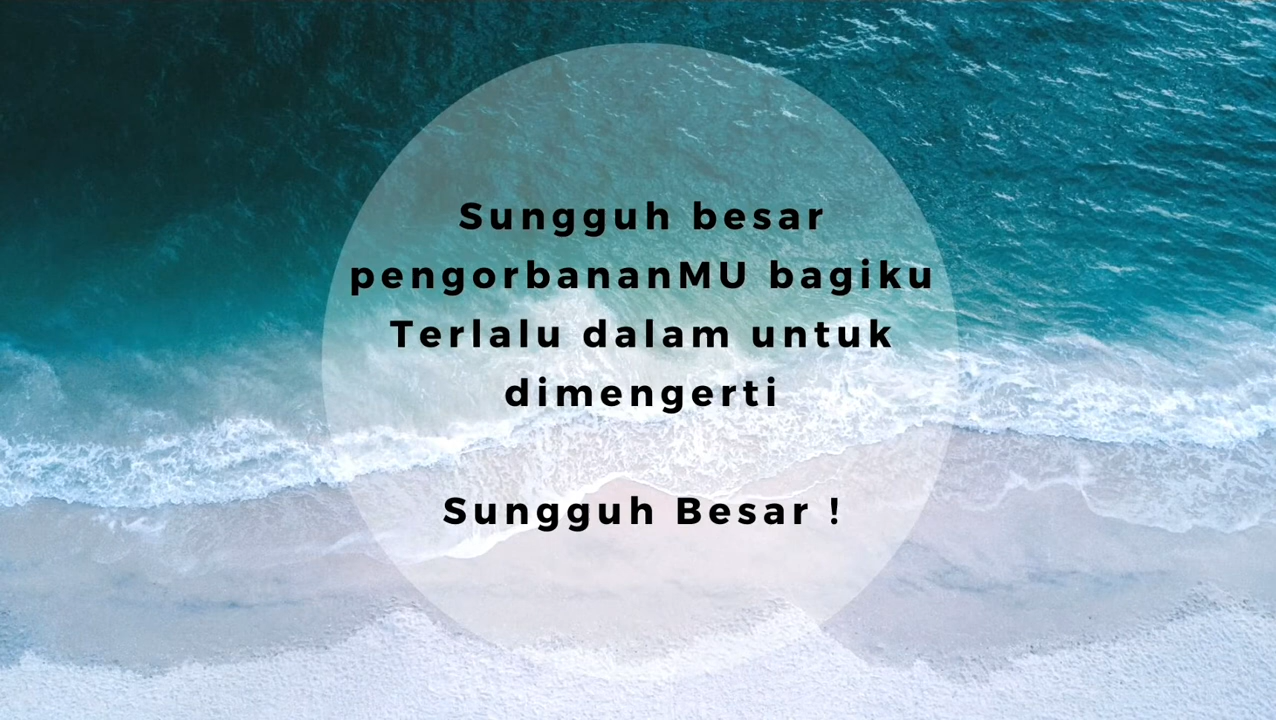 Sungguh besar
pengorbananMU bagiku
Terlalu dalam untuk
dimengerti
Sungguh Besar !